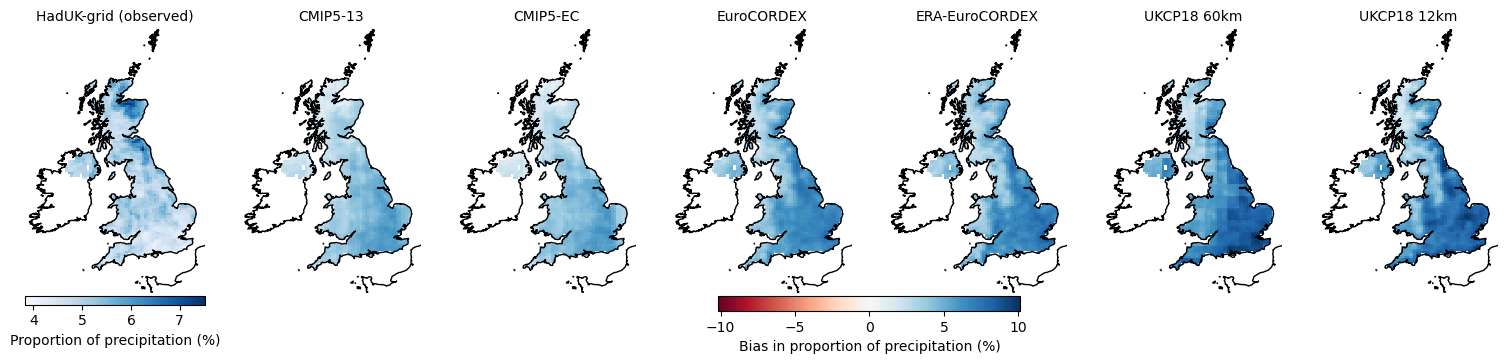 HadUK-grid (observed)
CMIP5-13
CMIP5-EC
EuroCORDEX
ERA-EuroCORDEX
UKCP18 60km
UKCP18 12km
4 5 6 7
Proportion of precipitation (%)
−10 −5 0 5 10
Bias in proportion of precipitation (%)